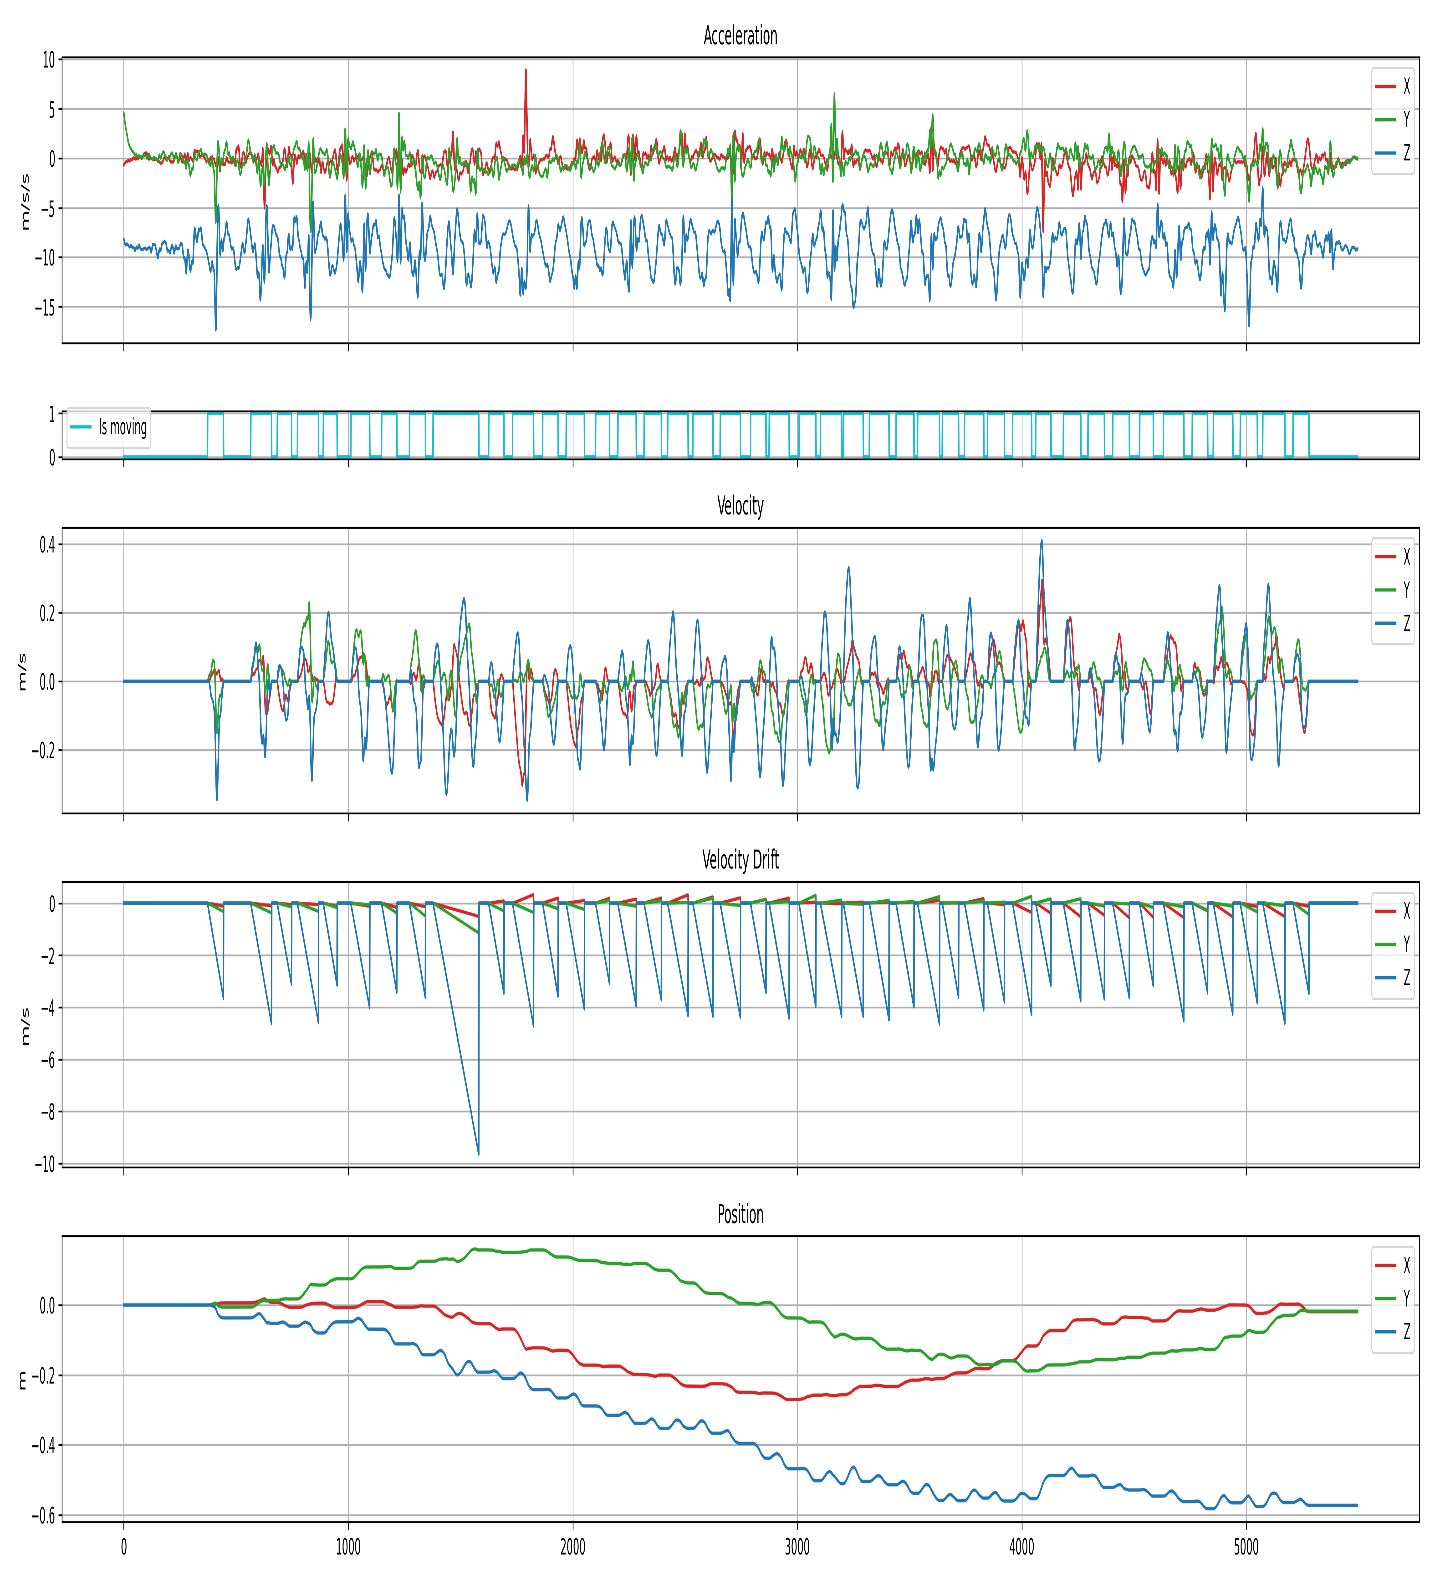 Acceleration
10
5
0
−5
−10
−15
m/s/s
X
Y
Z
1
0
Is moving
Velocity
0.4
0.2
0.0
−0.2
m/s
X
Y
Z
Velocity Drift
0
−2
−4
−6
−8
−10
m/s
X
Y
Z
Position
0.0
−0.2
−0.4
−0.6
m
X
Y
Z
0 1000 2000 3000 4000 5000